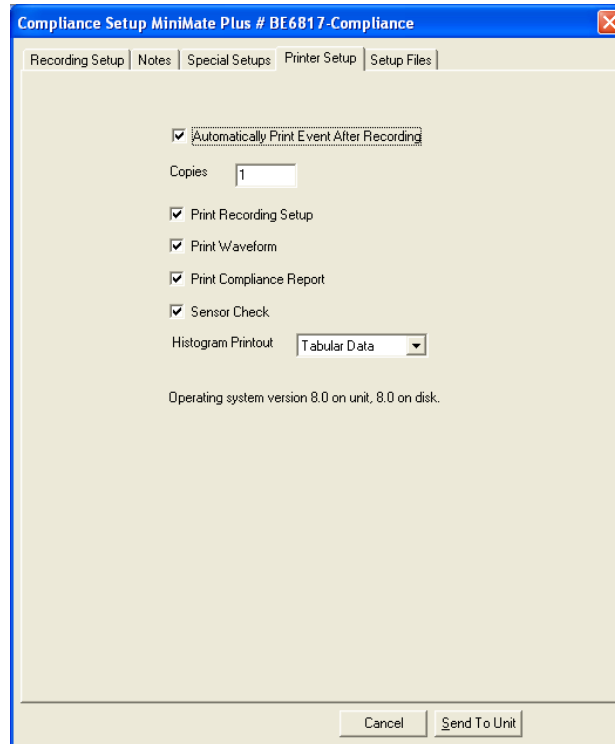 Compliance Setup MiniMate Plus # BE6817-Compliance
Recording Setup Notes Special Setups Printer Setup Setup Files
Automatically Print Event After Recording
Copies 1
Print Recording Setup
Print Waveform
Print Compliance Report
Sensor Check
Histogram Printout Tabular Data
Operating system version 8.0 on unit, 8.0 on disk.
Cancel Send To Unit